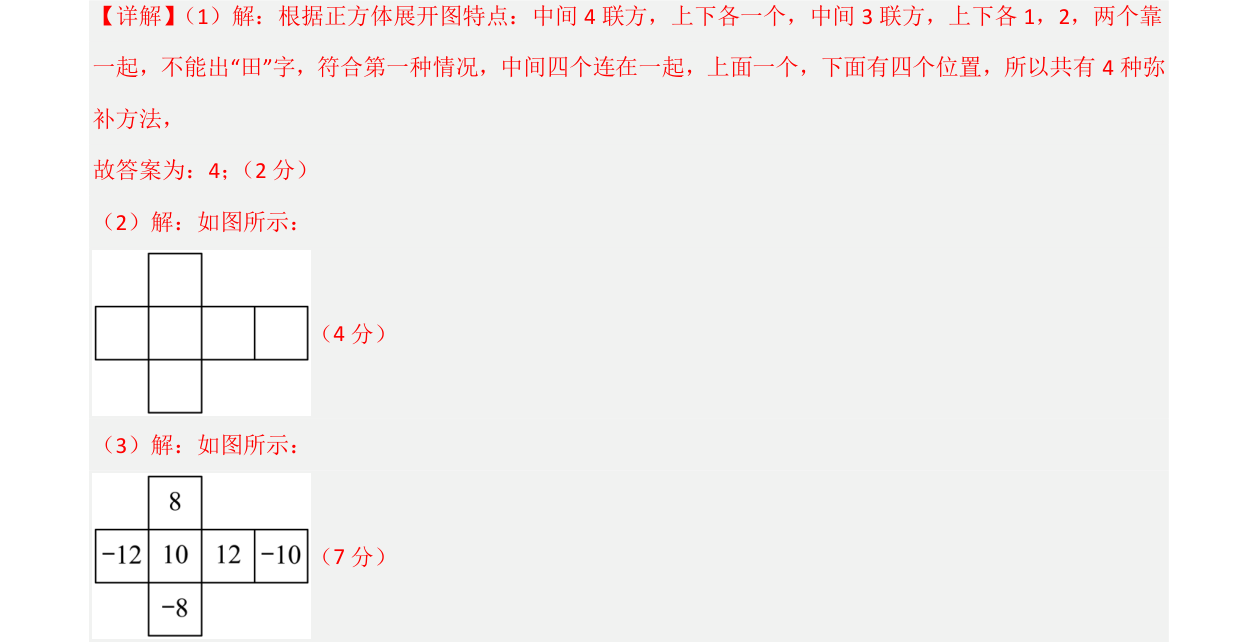 【详解】（1）解：根据正方体展开图特点：中间 4 联方，上下各一个，中间 3 联方，上下各 1，2，两个靠
一起，不能出“田”字，符合第一种情况，中间四个连在一起，上面一个，下面有四个位置，所以共有 4 种弥
补方法，
故答案为：4；（2 分）
（2）解：如图所示：
（4 分）
（3）解：如图所示：
8
−12 10 12 −10 （7 分）
−8